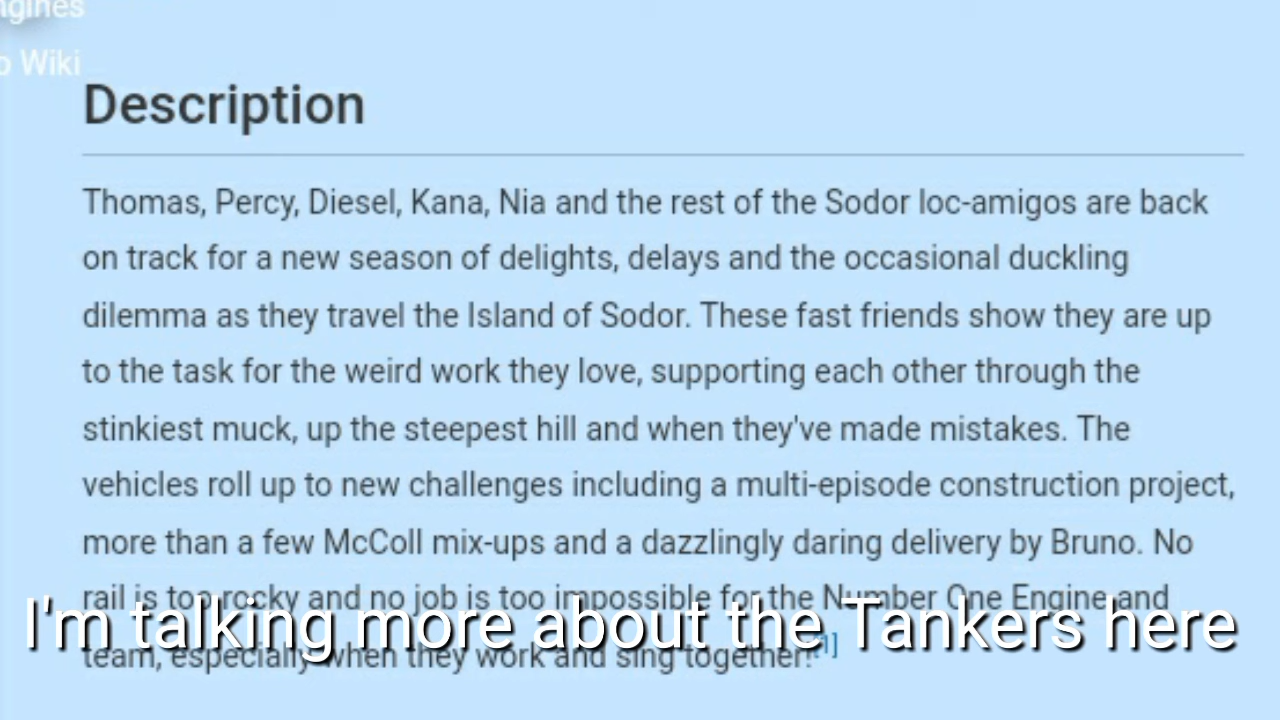 ngines
o Wiki
Description
Thomas, Percy, Diesel, Kana, Nia and the rest of the Sodor loc-amigos are back
on track for a new season of delights, delays and the occasional duckling
dilemma as they travel the Island of Sodor. These fast friends show they are up
to the task for the weird work they love, supporting each other through the
stinkiest muck, up the steepest hill and when they've made mistakes. The
vehicles roll up to new challenges including a multi-episode construction project,
more than a few McColl mix-ups and a dazzlingly daring delivery by Bruno. No
rail is too rocky and no job is too impossible for the Number One Engine and
I'm talking more about the Tankers here
team, especially when they work and sing together![1]